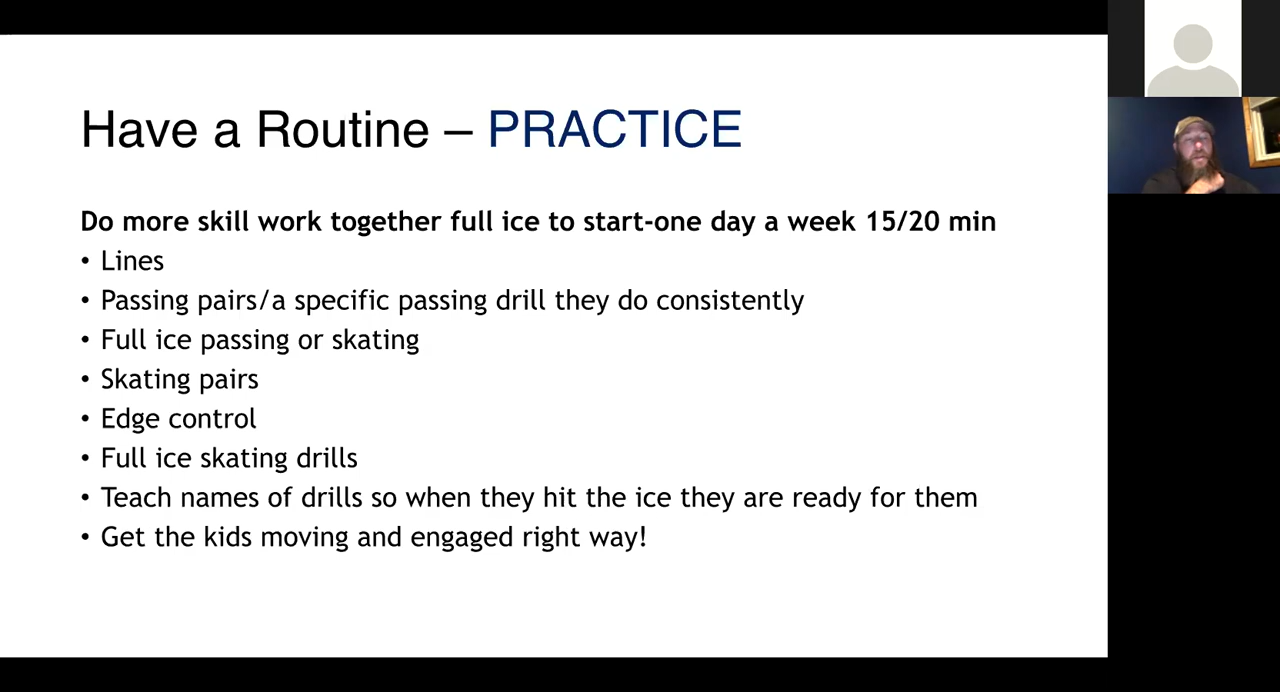 Have a Routine – PRACTICE
Do more skill work together full ice to start-one day a week 15/20 min
• Lines
• Passing pairs/a specific passing drill they do consistently
• Full ice passing or skating
• Skating pairs
• Edge control
• Full ice skating drills
• Teach names of drills so when they hit the ice they are ready for them
• Get the kids moving and engaged right way!